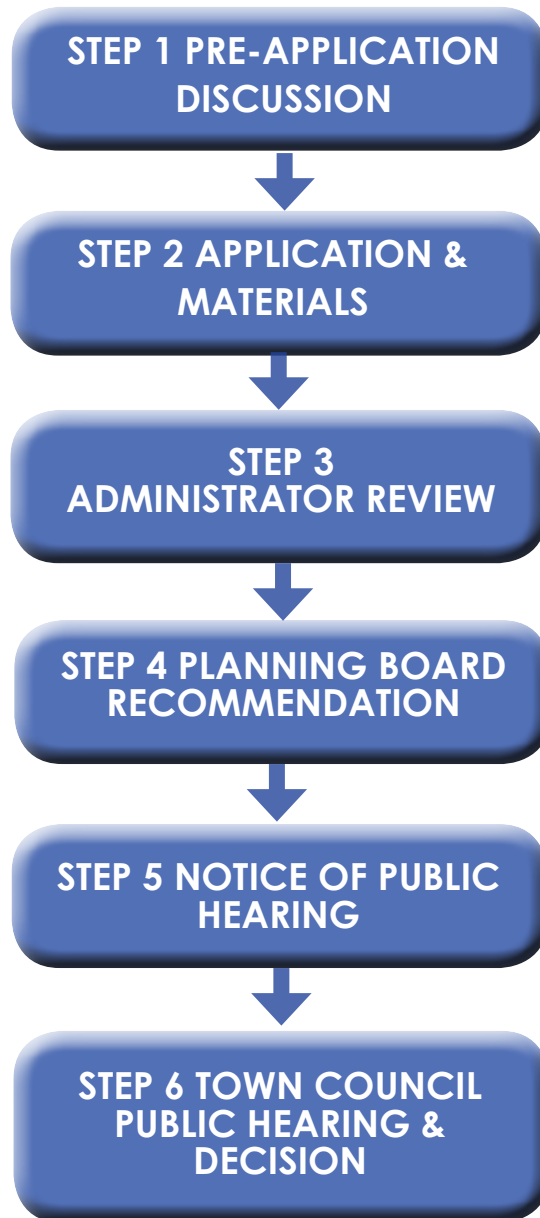 STEP 1 PRE-APPLICATION
DISCUSSION
STEP 2 APPLICATION &
MATERIALS
STEP 3
ADMINISTRATOR REVIEW
STEP 4 PLANNING BOARD
RECOMMENDATION
STEP 5 NOTICE OF PUBLIC
HEARING
STEP 6 TOWN COUNCIL
PUBLIC HEARING &
DECISION